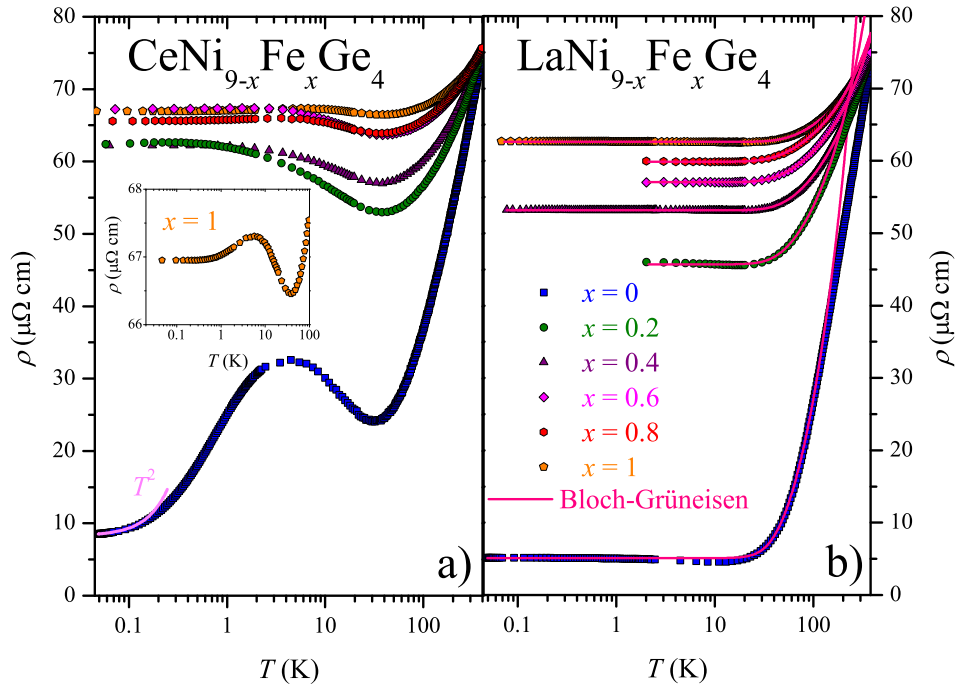 CeNi9-xFexGe4
LaNi9-xFexGe4
80
70
60
50
40
30
20
10
0
ρ (μΩ cm)
0.1
1
10
100
T (K)
T2
a)
68
67
66
ρ (μΩ cm)
x = 1
0.1
1
10
100
T (K)
x = 0
x = 0.2
x = 0.4
x = 0.6
x = 0.8
x = 1
Bloch-Grüneisen
b)
0.1
1
10
100
T (K)
80
70
60
50
40
30
20
10
0
ρ (μΩ cm)